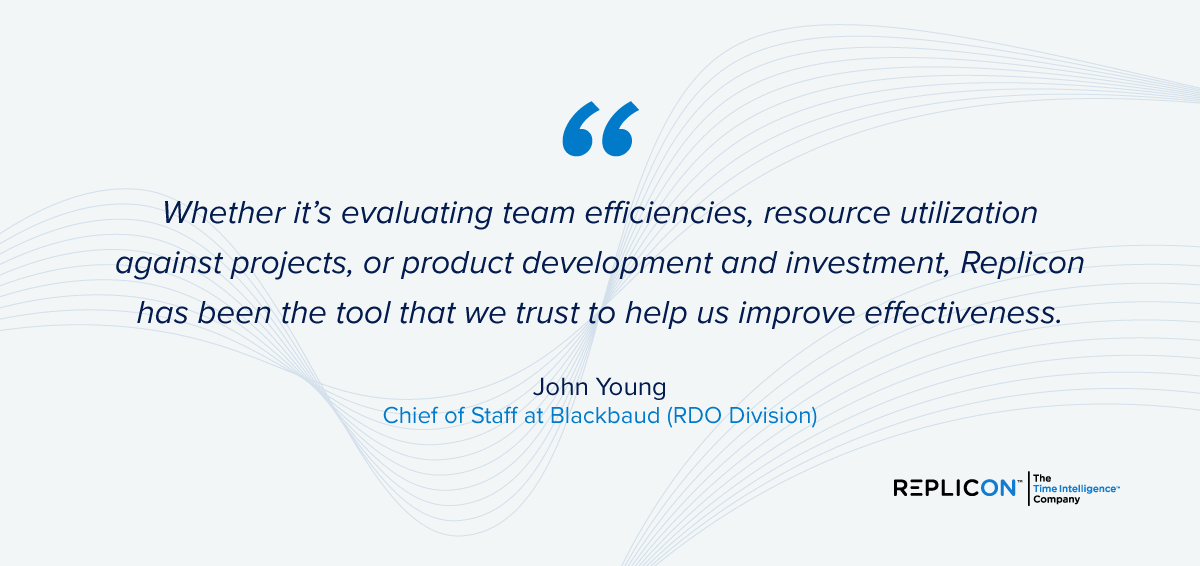 “
Whether it’s evaluating team efficiencies, resource utilization
against projects, or product development and investment, Replicon
has been the tool that we trust to help us improve effectiveness.
John Young
Chief of Staff at Blackbaud (RDO Division)
REPLICON™
The
Time Intelligence™
Company